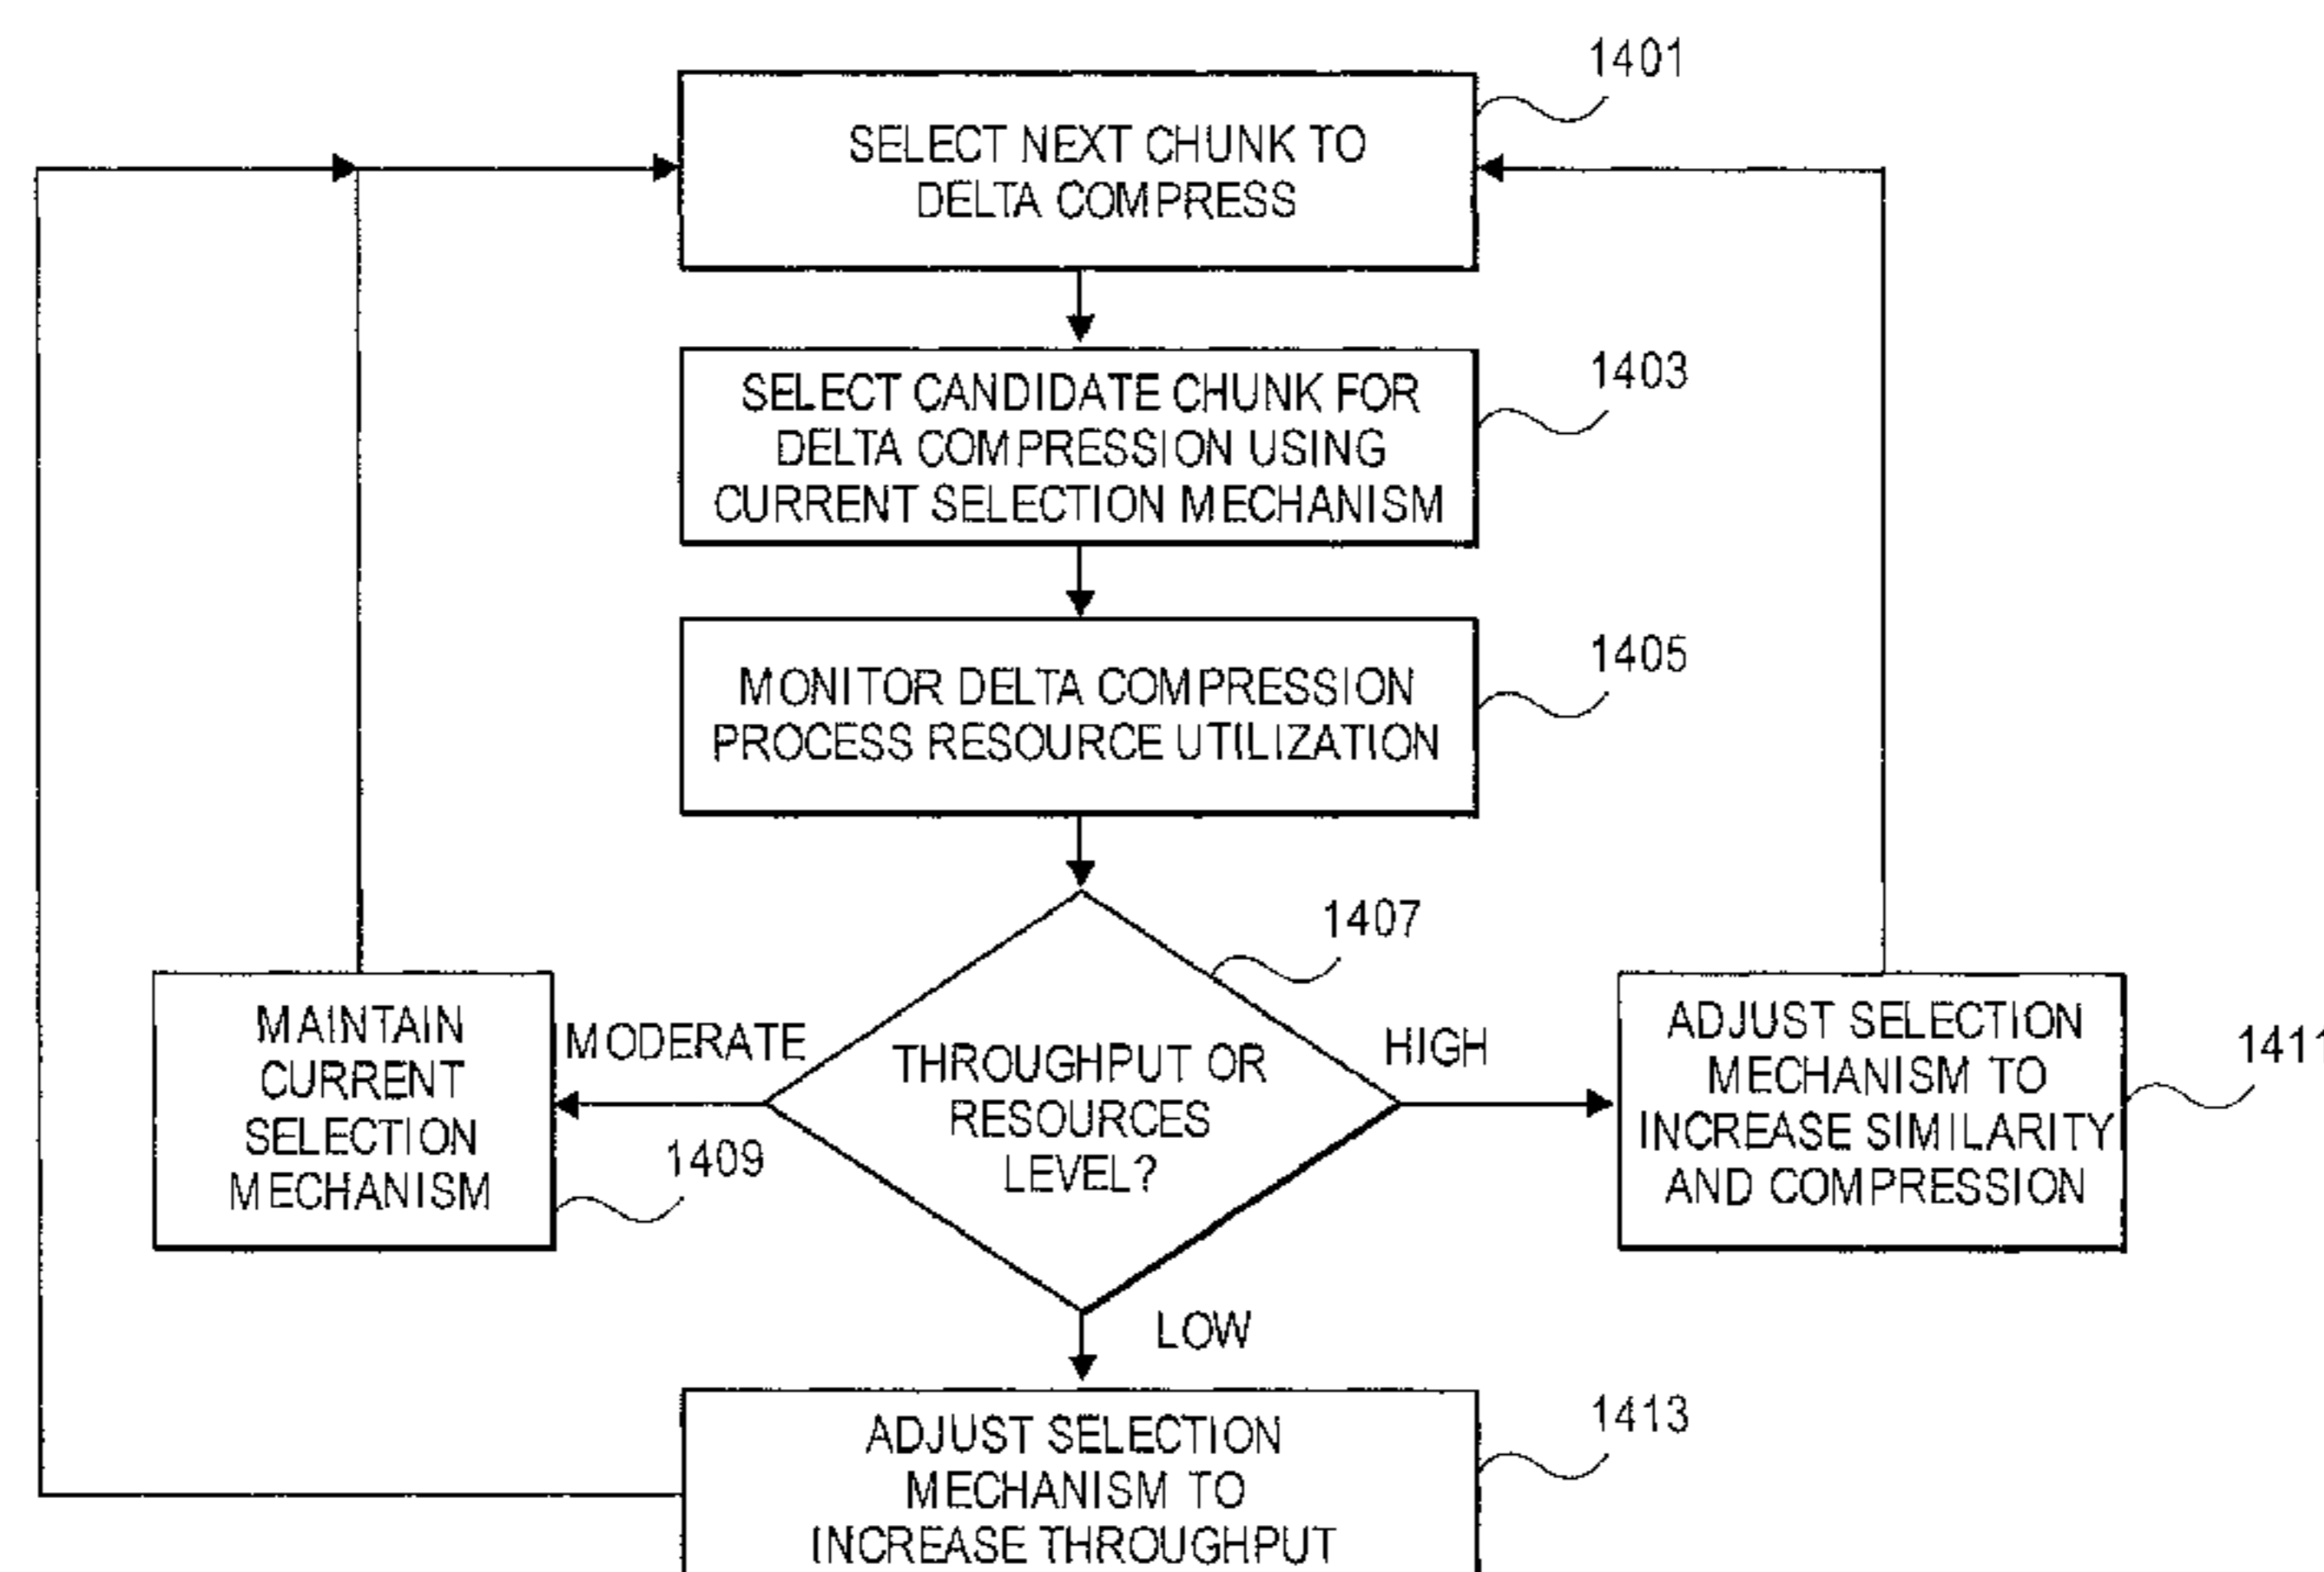 1401
SELECT NEXT CHUNK TO
DELTA COMPRESS
1403
SELECT CANDIDATE CHUNK FOR
DELTA COMPRESSION USING
CURRENT SELECTION MECHANISM
1405
MONITOR DELTA COMPRESSION
PROCESS RESOURCE UTILIZATION
1407
THROUGHPUT OR
RESOURCES
LEVEL?
MODERATE
MAINTAIN
CURRENT
SELECTION
MECHANISM
1409
HIGH
ADJUST SELECTION
MECHANISM TO
INCREASE SIMILARITY
AND COMPRESSION
1411
LOW
ADJUST SELECTION
MECHANISM TO
INCREASE THROUGHPUT
1413